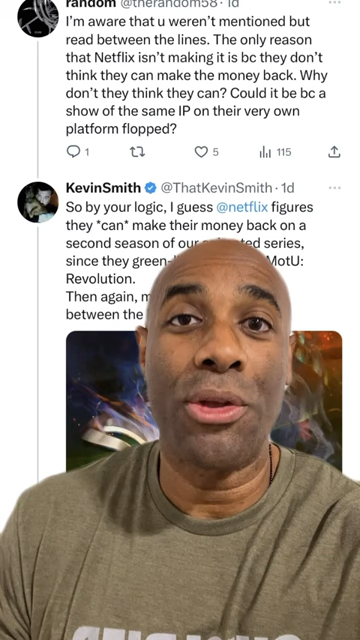 random @therandom58 · 1d
I'm aware that u weren't mentioned but
read between the lines. The only reason
that Netflix isn't making it is bc they don't
think they can make the money back. Why
don't they think they can? Could it be bc a
show of the same IP on their very own
platform flopped?
1 5 115
KevinSmith @ThatKevinSmith · 1d
So by your logic, I guess @netflix figures
they *can* make their money back on a
second season of our series,
since they green- MotU:
Revolution.
Then again,
between the